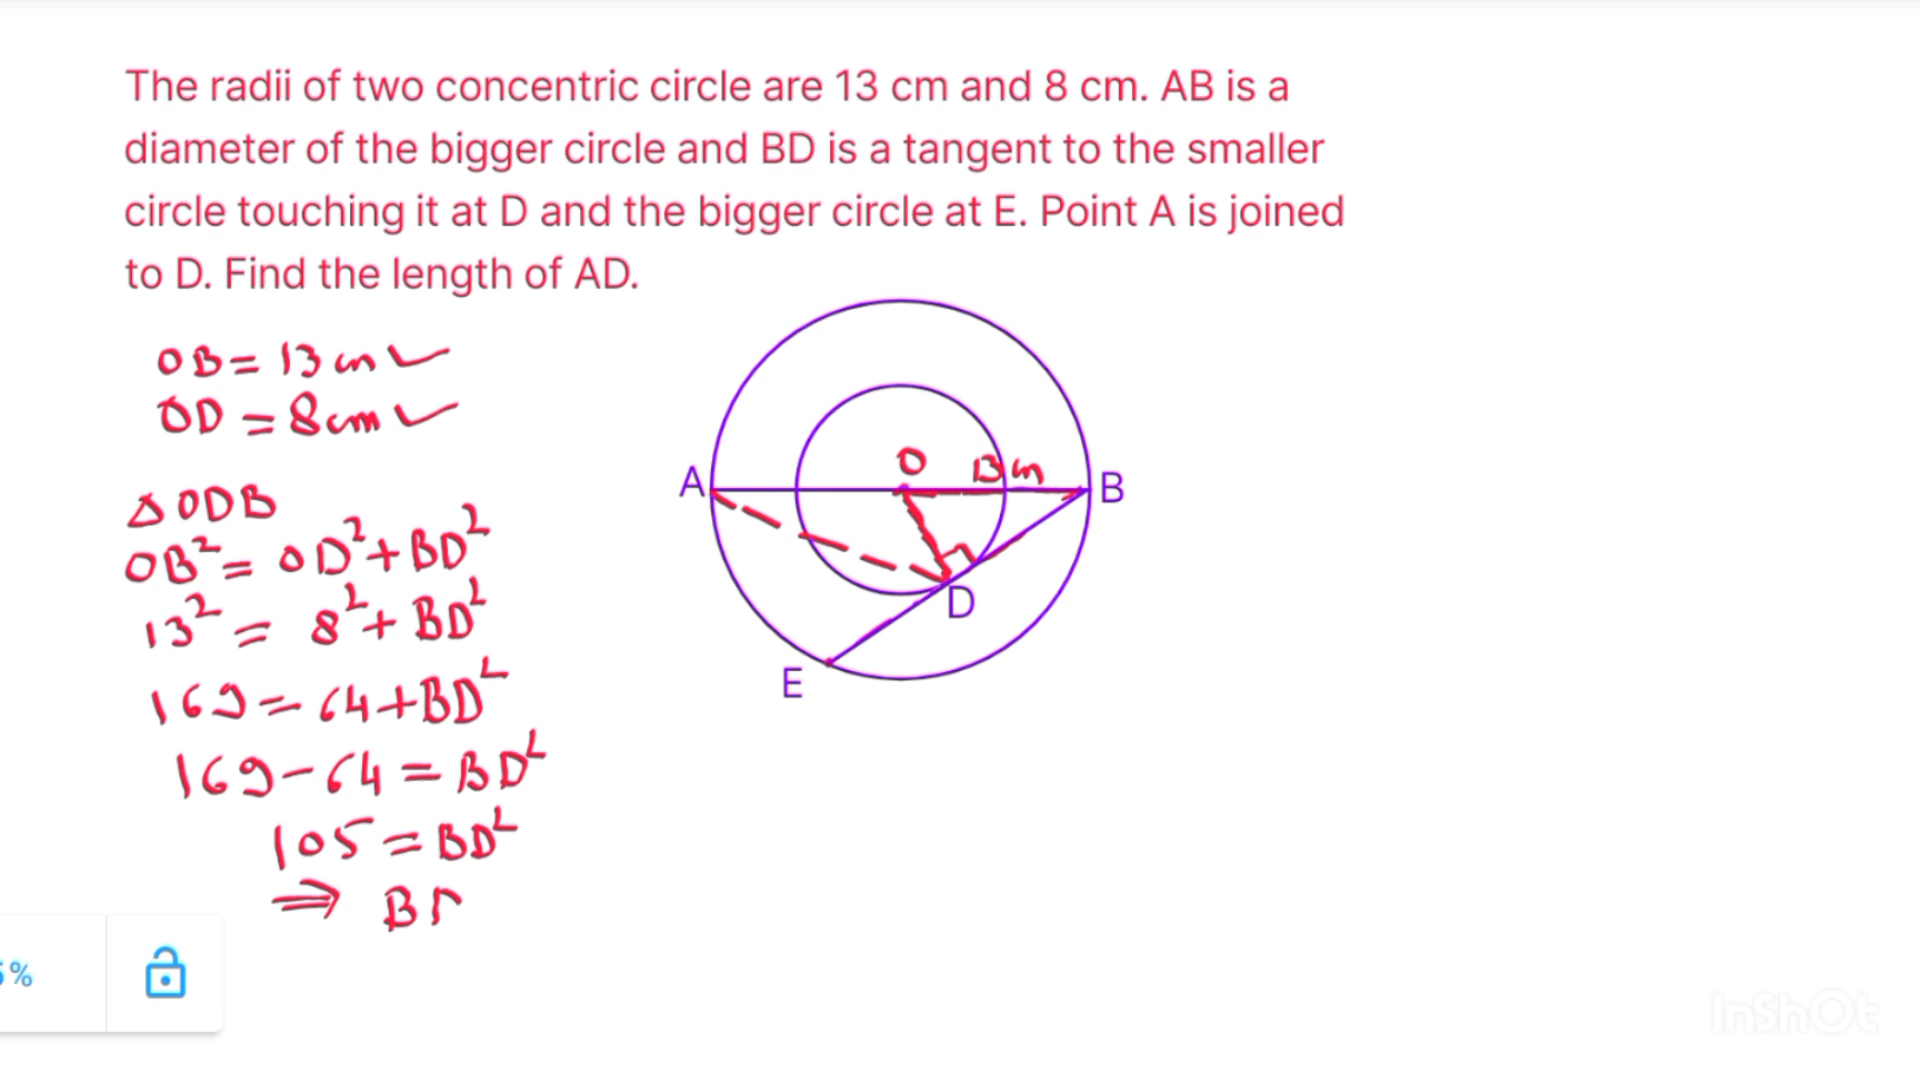 The radii of two concentric circle are 13 cm and 8 cm. AB is a
diameter of the bigger circle and BD is a tangent to the smaller
circle touching it at D and the bigger circle at E. Point A is joined
to D. Find the length of AD.
OB = 13 cm ✓
OD = 8 cm ✓
Δ ODB
OB² = OD² + BD²
13² = 8² + BD²
169 = 64 + BD²
169 - 64 = BD²
105 = BD²
⇒ B
A
O
13 cm
B
D
E
%
InShOt